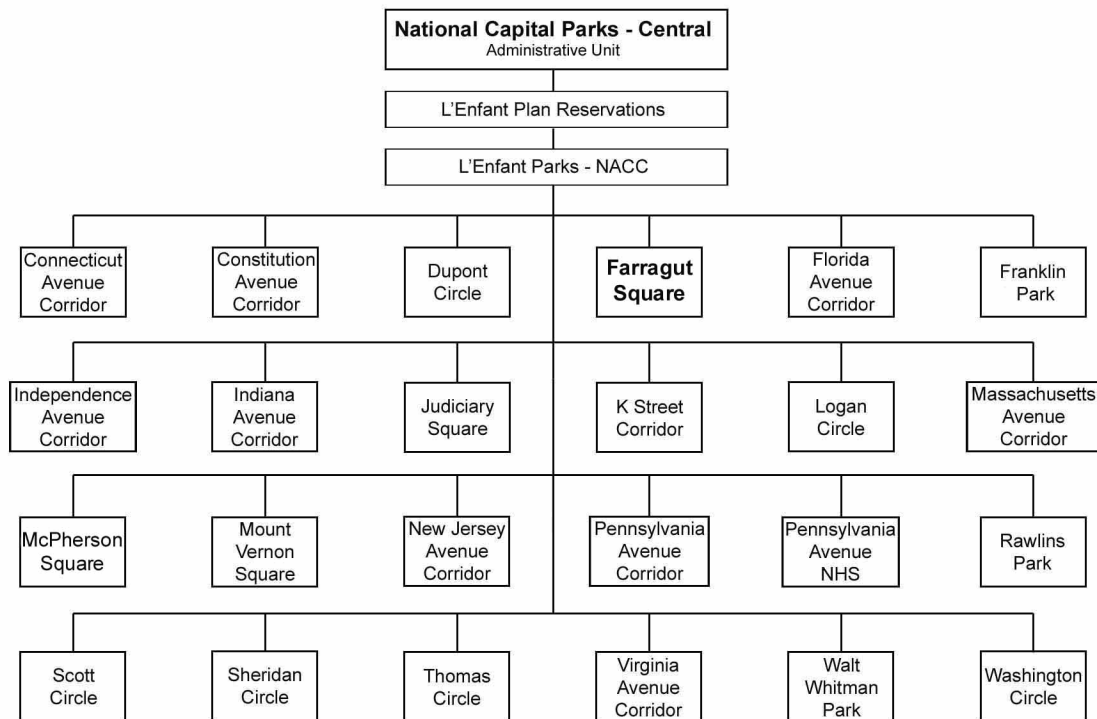 National Capital Parks - Central
Administrative Unit
L'Enfant Plan Reservations
L'Enfant Parks - NACC
Connecticut
Avenue
Corridor
Constitution
Avenue
Corridor
Dupont
Circle
Farragut
Square
Florida
Avenue
Corridor
Franklin
Park
Independence
Avenue
Corridor
Indiana
Avenue
Corridor
Judiciary
Square
K Street
Corridor
Logan
Circle
Massachusetts
Avenue
Corridor
McPherson
Square
Mount
Vernon
Square
New Jersey
Avenue
Corridor
Pennsylvania
Avenue
Corridor
Pennsylvania
Avenue
NHS
Rawlins
Park
Scott
Circle
Sheridan
Circle
Thomas
Circle
Virginia
Avenue
Corridor
Walt
Whitman
Park
Washington
Circle